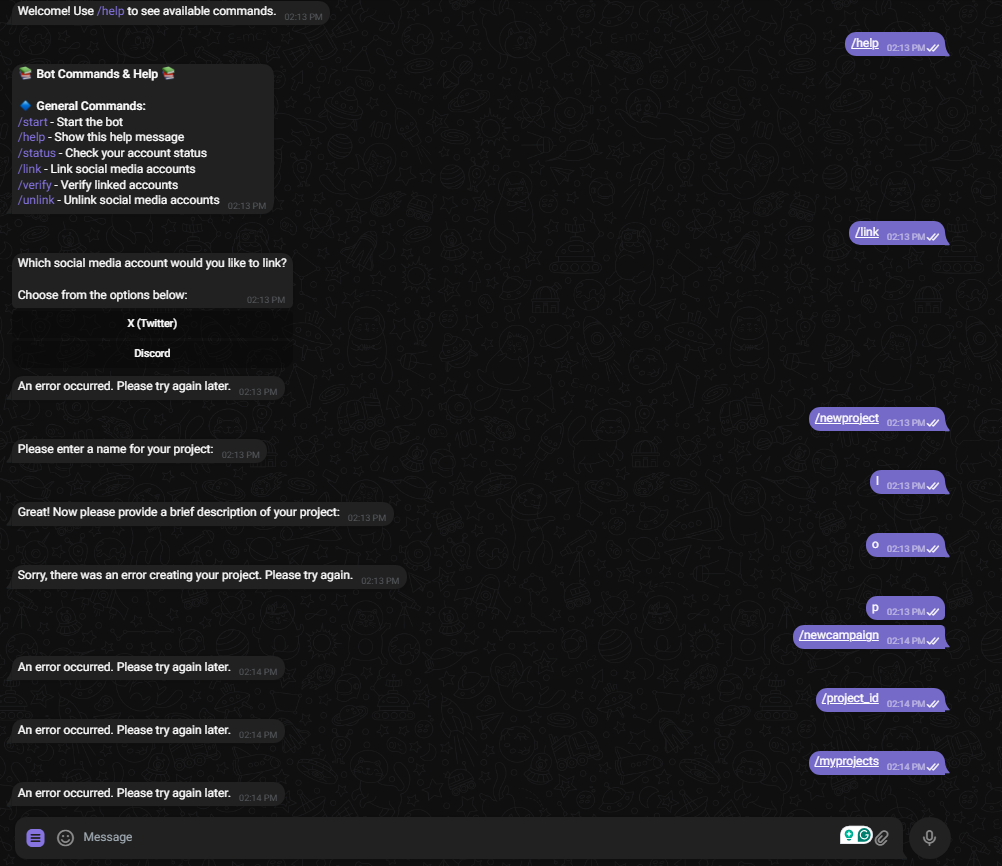 Welcome! Use /help to see available commands. 02:13 PM
/help 02:13 PM
📚 Bot Commands & Help 📚
🔹 General Commands:
/start - Start the bot
/help - Show this help message
/status - Check your account status
/link - Link social media accounts
/verify - Verify linked accounts
/unlink - Unlink social media accounts 02:13 PM
/link 02:13 PM
Which social media account would you like to link?
Choose from the options below: 02:13 PM
X (Twitter)
Discord
An error occurred. Please try again later. 02:13 PM
/newproject 02:13 PM
Please enter a name for your project: 02:13 PM
l 02:13 PM
Great! Now please provide a brief description of your project: 02:13 PM
o 02:13 PM
Sorry, there was an error creating your project. Please try again. 02:13 PM
p 02:13 PM
/newcampaign 02:14 PM
An error occurred. Please try again later. 02:14 PM
/project_id 02:14 PM
An error occurred. Please try again later. 02:14 PM
/myprojects 02:14 PM
An error occurred. Please try again later. 02:14 PM
Message